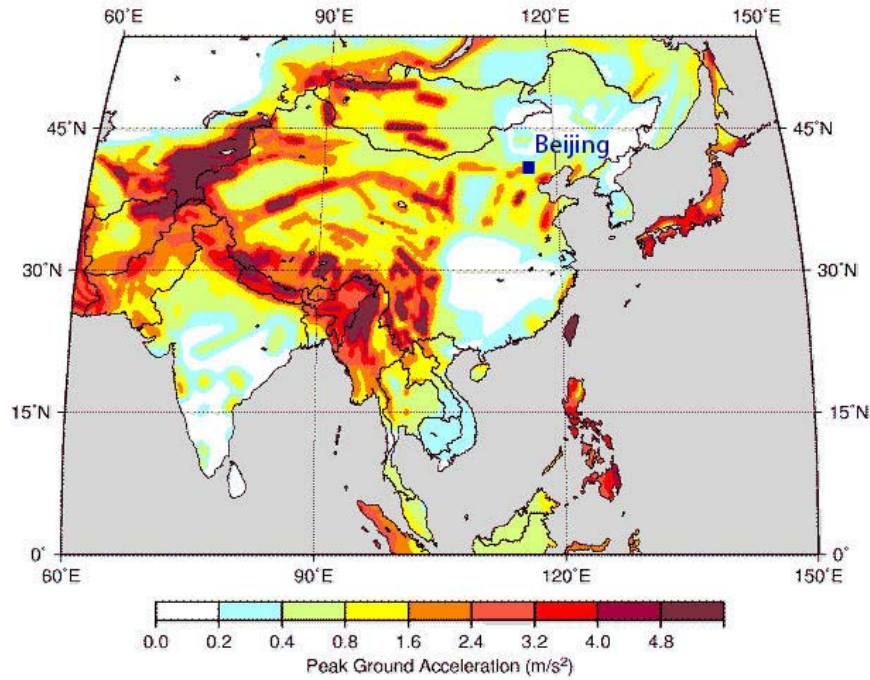 60˚E 90˚E 120˚E 150˚E
45˚N 45˚N
Beijing
30˚N 30˚N
15˚N 15˚N
0˚ 0˚
60˚E 90˚E 120˚E 150˚E
0.0 0.2 0.4 0.8 1.6 2.4 3.2 4.0 4.8
Peak Ground Acceleration (m/s²)